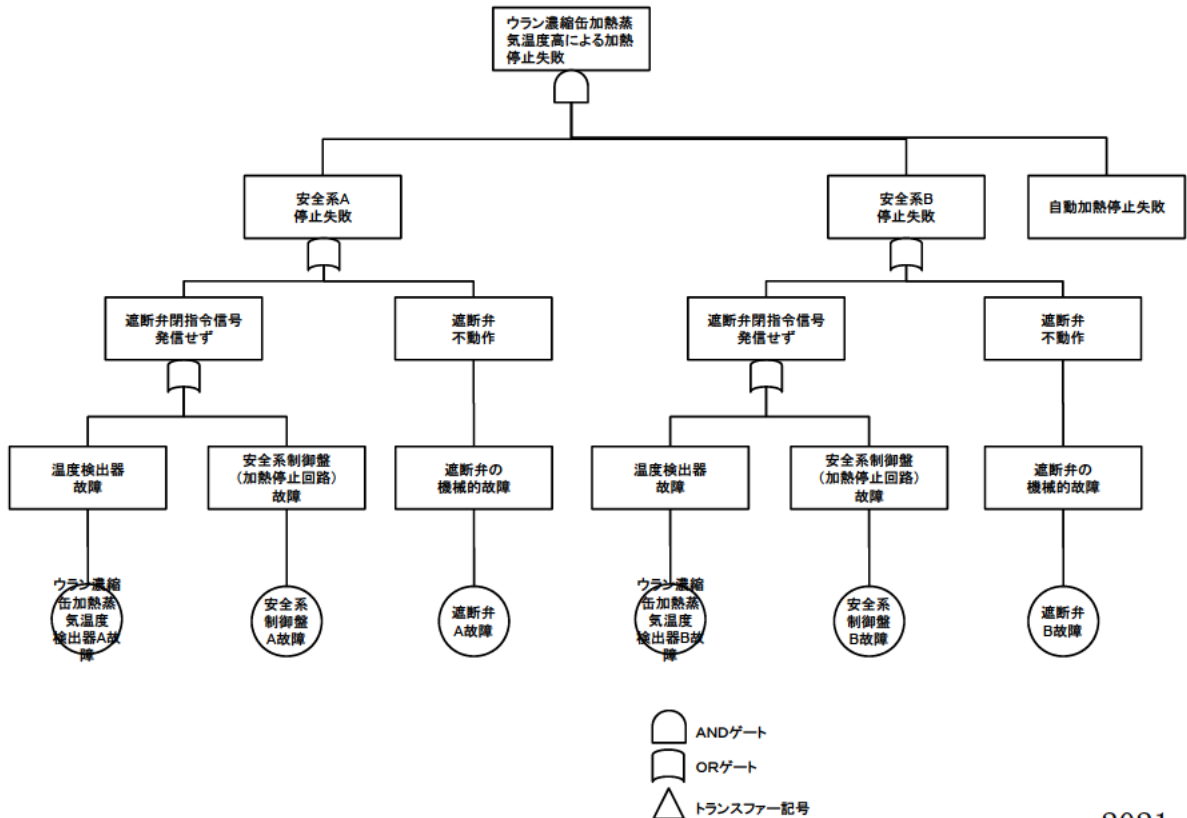 ウラン濃縮缶加熱蒸
気温度高による加熱
停止失敗
安全系A
停止失敗
安全系B
停止失敗
自動加熱停止失敗
遮断弁閉指令信号
発信せず
遮断弁
不動作
遮断弁閉指令信号
発信せず
遮断弁
不動作
温度検出器
故障
安全系制御盤
(加熱停止回路)
故障
遮断弁の
機械的故障
温度検出器
故障
安全系制御盤
(加熱停止回路)
故障
遮断弁の
機械的故障
ウラン濃縮
缶加熱蒸
気温度
検出器A故
障
安全系
制御盤
A故障
遮断弁
A故障
ウラン濃縮
缶加熱蒸
気温度
検出器B故
障
安全系
制御盤
B故障
遮断弁
B故障
ANDゲート
ORゲート
トランスファー記号